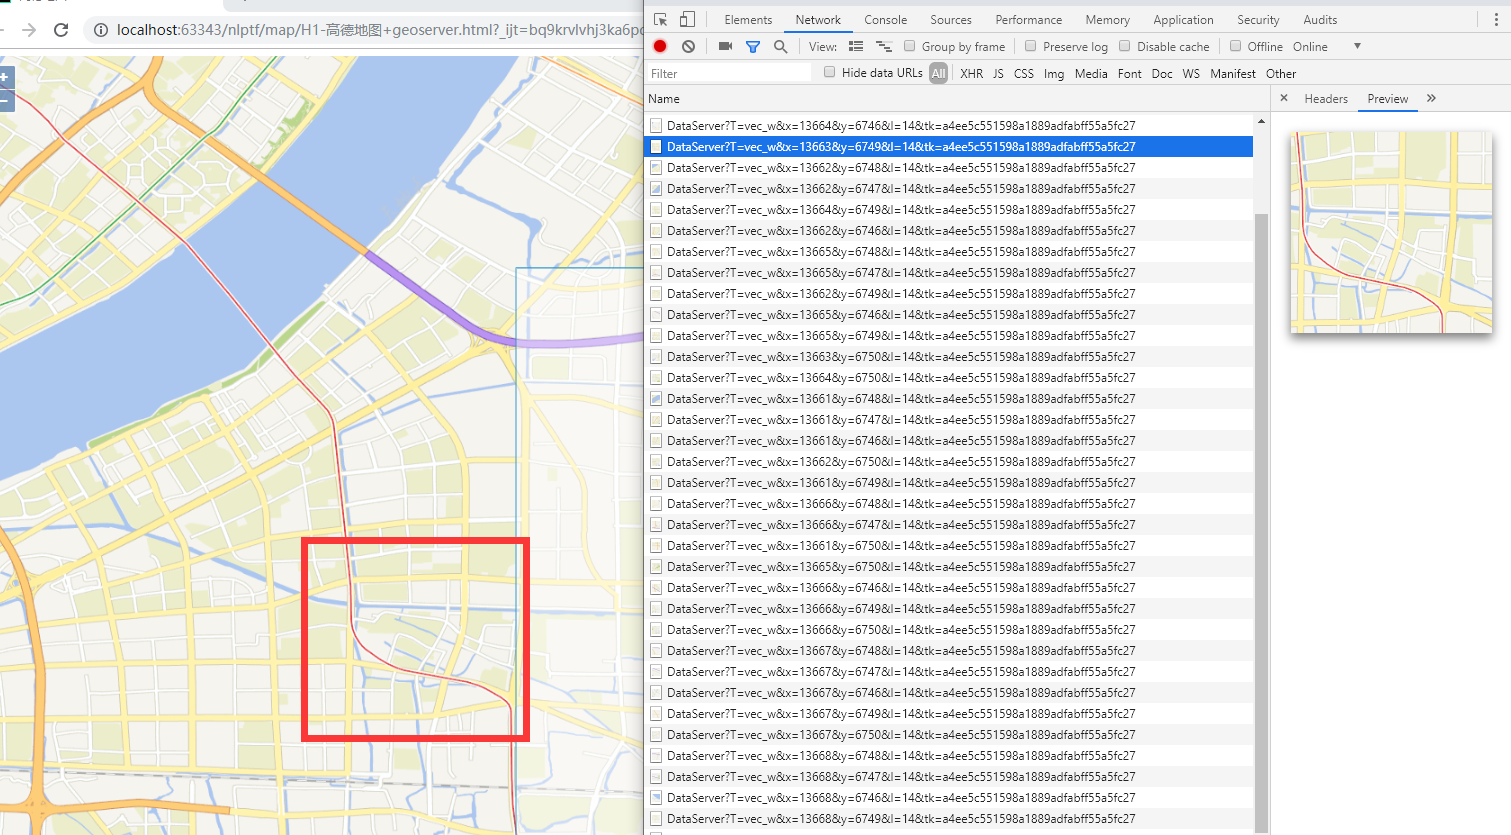 localhost:63343/nlptf/map/H1-高德地图+geoserver.html?_ijt=bq9krvlvhj3ka6po
+
−
Elements Network Console Sources Performance Memory Application Security Audits
View: Group by frame Preserve log Disable cache Offline Online
Filter Hide data URLs All XHR JS CSS Img Media Font Doc WS Manifest Other
Name
× Headers Preview »
DataServer?T=vec_w&x=13664&y=6746&l=14&tk=a4ee5c551598a1889adfabff55a5fc27
DataServer?T=vec_w&x=13663&y=6749&l=14&tk=a4ee5c551598a1889adfabff55a5fc27
DataServer?T=vec_w&x=13662&y=6748&l=14&tk=a4ee5c551598a1889adfabff55a5fc27
DataServer?T=vec_w&x=13662&y=6747&l=14&tk=a4ee5c551598a1889adfabff55a5fc27
DataServer?T=vec_w&x=13664&y=6749&l=14&tk=a4ee5c551598a1889adfabff55a5fc27
DataServer?T=vec_w&x=13662&y=6746&l=14&tk=a4ee5c551598a1889adfabff55a5fc27
DataServer?T=vec_w&x=13665&y=6748&l=14&tk=a4ee5c551598a1889adfabff55a5fc27
DataServer?T=vec_w&x=13665&y=6747&l=14&tk=a4ee5c551598a1889adfabff55a5fc27
DataServer?T=vec_w&x=13662&y=6749&l=14&tk=a4ee5c551598a1889adfabff55a5fc27
DataServer?T=vec_w&x=13665&y=6746&l=14&tk=a4ee5c551598a1889adfabff55a5fc27
DataServer?T=vec_w&x=13665&y=6749&l=14&tk=a4ee5c551598a1889adfabff55a5fc27
DataServer?T=vec_w&x=13663&y=6750&l=14&tk=a4ee5c551598a1889adfabff55a5fc27
DataServer?T=vec_w&x=13664&y=6750&l=14&tk=a4ee5c551598a1889adfabff55a5fc27
DataServer?T=vec_w&x=13661&y=6748&l=14&tk=a4ee5c551598a1889adfabff55a5fc27
DataServer?T=vec_w&x=13661&y=6747&l=14&tk=a4ee5c551598a1889adfabff55a5fc27
DataServer?T=vec_w&x=13661&y=6746&l=14&tk=a4ee5c551598a1889adfabff55a5fc27
DataServer?T=vec_w&x=13662&y=6750&l=14&tk=a4ee5c551598a1889adfabff55a5fc27
DataServer?T=vec_w&x=13661&y=6749&l=14&tk=a4ee5c551598a1889adfabff55a5fc27
DataServer?T=vec_w&x=13666&y=6748&l=14&tk=a4ee5c551598a1889adfabff55a5fc27
DataServer?T=vec_w&x=13666&y=6747&l=14&tk=a4ee5c551598a1889adfabff55a5fc27
DataServer?T=vec_w&x=13661&y=6750&l=14&tk=a4ee5c551598a1889adfabff55a5fc27
DataServer?T=vec_w&x=13665&y=6750&l=14&tk=a4ee5c551598a1889adfabff55a5fc27
DataServer?T=vec_w&x=13666&y=6746&l=14&tk=a4ee5c551598a1889adfabff55a5fc27
DataServer?T=vec_w&x=13666&y=6749&l=14&tk=a4ee5c551598a1889adfabff55a5fc27
DataServer?T=vec_w&x=13666&y=6750&l=14&tk=a4ee5c551598a1889adfabff55a5fc27
DataServer?T=vec_w&x=13667&y=6748&l=14&tk=a4ee5c551598a1889adfabff55a5fc27
DataServer?T=vec_w&x=13667&y=6747&l=14&tk=a4ee5c551598a1889adfabff55a5fc27
DataServer?T=vec_w&x=13667&y=6746&l=14&tk=a4ee5c551598a1889adfabff55a5fc27
DataServer?T=vec_w&x=13667&y=6749&l=14&tk=a4ee5c551598a1889adfabff55a5fc27
DataServer?T=vec_w&x=13667&y=6750&l=14&tk=a4ee5c551598a1889adfabff55a5fc27
DataServer?T=vec_w&x=13668&y=6748&l=14&tk=a4ee5c551598a1889adfabff55a5fc27
DataServer?T=vec_w&x=13668&y=6747&l=14&tk=a4ee5c551598a1889adfabff55a5fc27
DataServer?T=vec_w&x=13668&y=6746&l=14&tk=a4ee5c551598a1889adfabff55a5fc27
DataServer?T=vec_w&x=13668&y=6749&l=14&tk=a4ee5c551598a1889adfabff55a5fc27